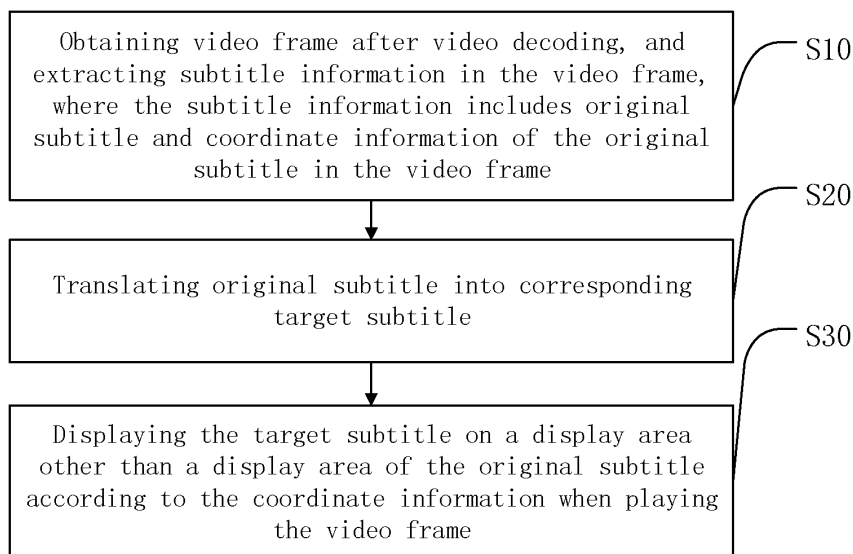 Obtaining video frame after video decoding, and
extracting subtitle information in the video frame,
where the subtitle information includes original
subtitle and coordinate information of the original
subtitle in the video frame
S10
Translating original subtitle into corresponding
target subtitle
S20
Displaying the target subtitle on a display area
other than a display area of the original subtitle
according to the coordinate information when playing
the video frame
S30